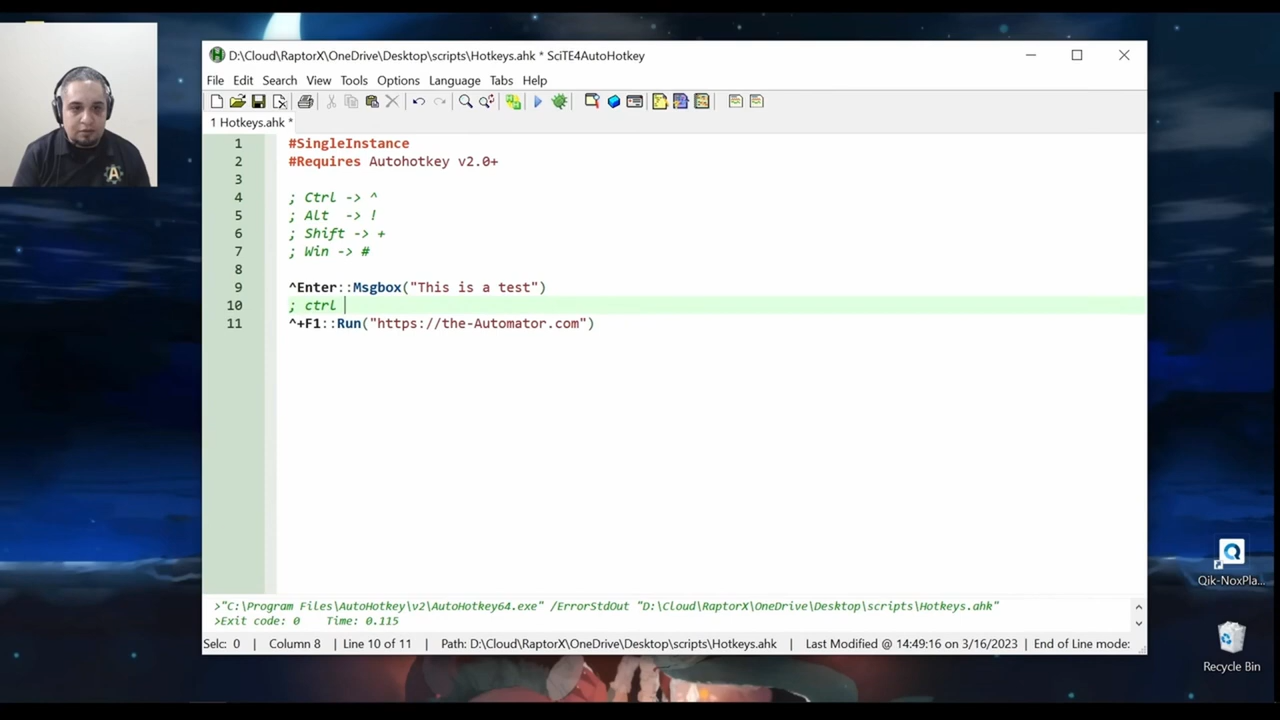 D:\Cloud\RaptorX\OneDrive\Desktop\scripts\Hotkeys.ahk * SciTE4AutoHotkey
File Edit Search View Tools Options Language Tabs Help
1 Hotkeys.ahk *
1 #SingleInstance
2 #Requires Autohotkey v2.0+
3
4 ; Ctrl -> ^
5 ; Alt -> !
6 ; Shift -> +
7 ; Win -> #
8
9 ^Enter::Msgbox("This is a test")
10 ; ctrl
11 ^+F1::Run("https://the-Automator.com")
>"C:\Program Files\AutoHotkey\v2\AutoHotkey64.exe" /ErrorStdOut "D:\Cloud\RaptorX\OneDrive\Desktop\scripts\Hotkeys.ahk"
>Exit code: 0 Time: 0.115
Selc: 0 | Column 8 | Line 10 of 11 | Path: D:\Cloud\RaptorX\OneDrive\Desktop\scripts\Hotkeys.ahk | Last Modified @ 14:49:16 on 3/16/2023 | End of Line mode:
Qik-NoxPla...
Recycle Bin